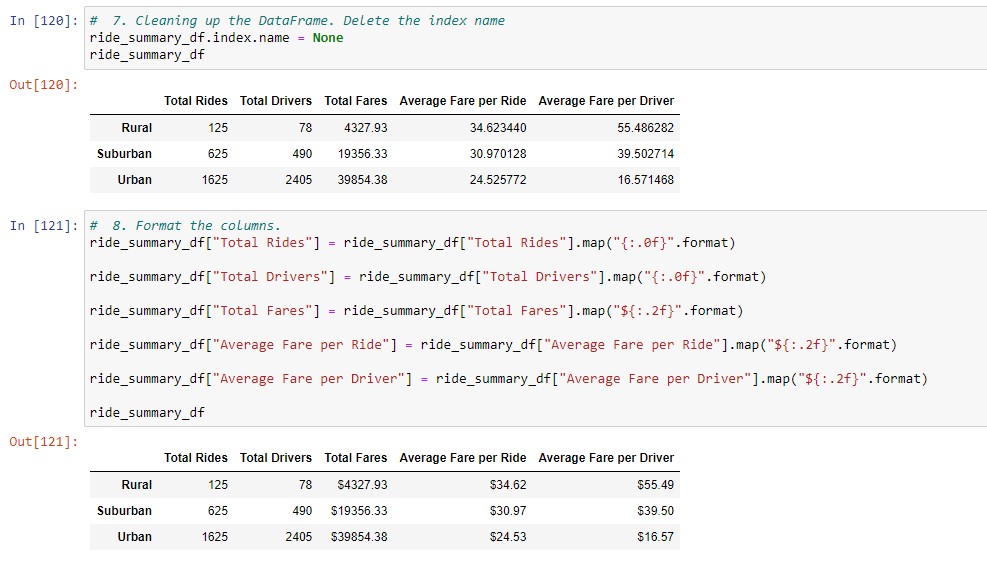 In [120]: #  7. Cleaning up the DataFrame. Delete the index name
ride_summary_df.index.name = None
ride_summary_df
Out[120]:
Total Rides Total Drivers Total Fares Average Fare per Ride Average Fare per Driver
Rural 125 78 4327.93 34.623440 55.486282
Suburban 625 490 19356.33 30.970128 39.502714
Urban 1625 2405 39854.38 24.525772 16.571468
In [121]: #  8. Format the columns.
ride_summary_df["Total Rides"] = ride_summary_df["Total Rides"].map("{:.0f}".format)
ride_summary_df["Total Drivers"] = ride_summary_df["Total Drivers"].map("{:.0f}".format)
ride_summary_df["Total Fares"] = ride_summary_df["Total Fares"].map("${:.2f}".format)
ride_summary_df["Average Fare per Ride"] = ride_summary_df["Average Fare per Ride"].map("${:.2f}".format)
ride_summary_df["Average Fare per Driver"] = ride_summary_df["Average Fare per Driver"].map("${:.2f}".format)
ride_summary_df
Out[121]:
Total Rides Total Drivers Total Fares Average Fare per Ride Average Fare per Driver
Rural 125 78 $4327.93 $34.62 $55.49
Suburban 625 490 $19356.33 $30.97 $39.50
Urban 1625 2405 $39854.38 $24.53 $16.57